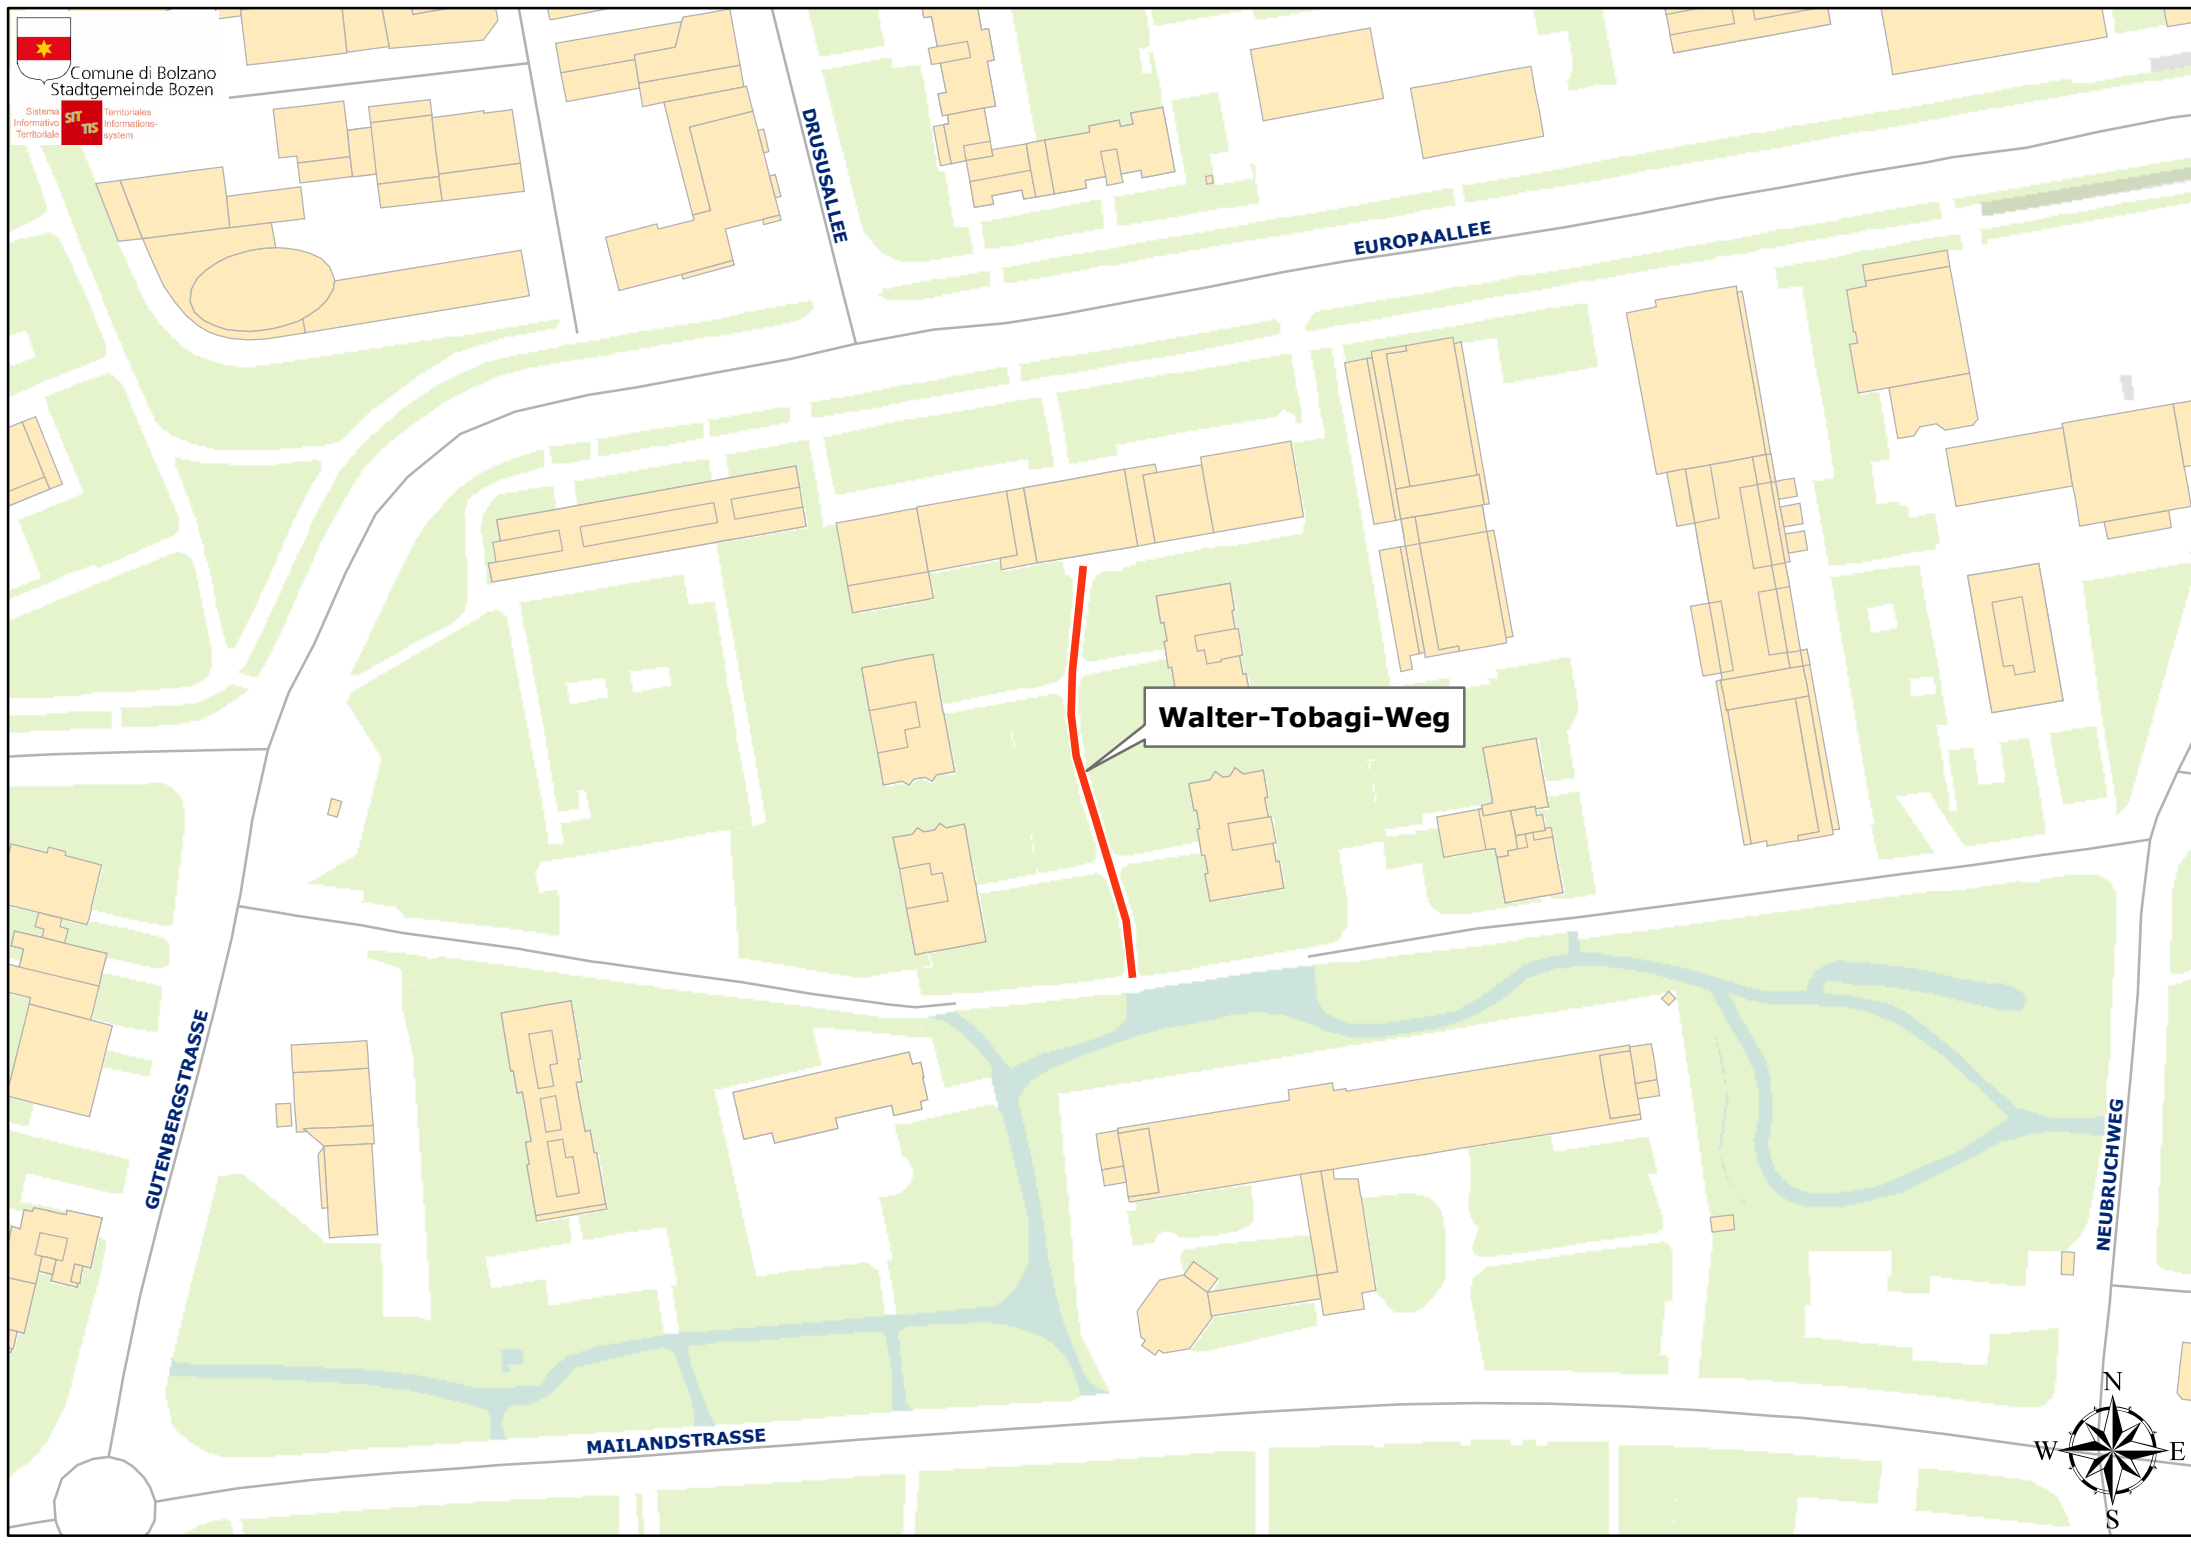 Comune di Bolzano
Stadtgemeinde Bozen
Sistema
Informativo
Territoriale
SIT
TIS
Territoriales
Informations-
system
DRUSUSALLEE
EUROPAALLEE
Walter-Tobagi-Weg
GUTENBERGSTRASSE
NEUBRUCHWEG
MAILANDSTRASSE
N
W
E
S